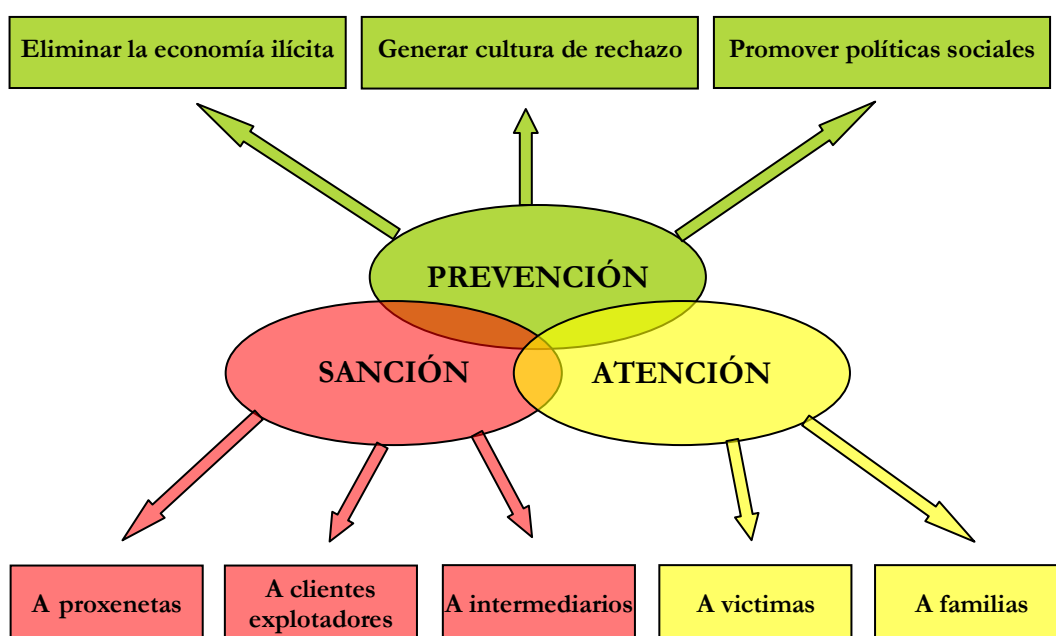 Eliminar la economía ilícita
Generar cultura de rechazo
Promover políticas sociales
PREVENCIÓN
SANCIÓN
ATENCIÓN
A proxenetas
A clientes
explotadores
A intermediarios
A victimas
A familias